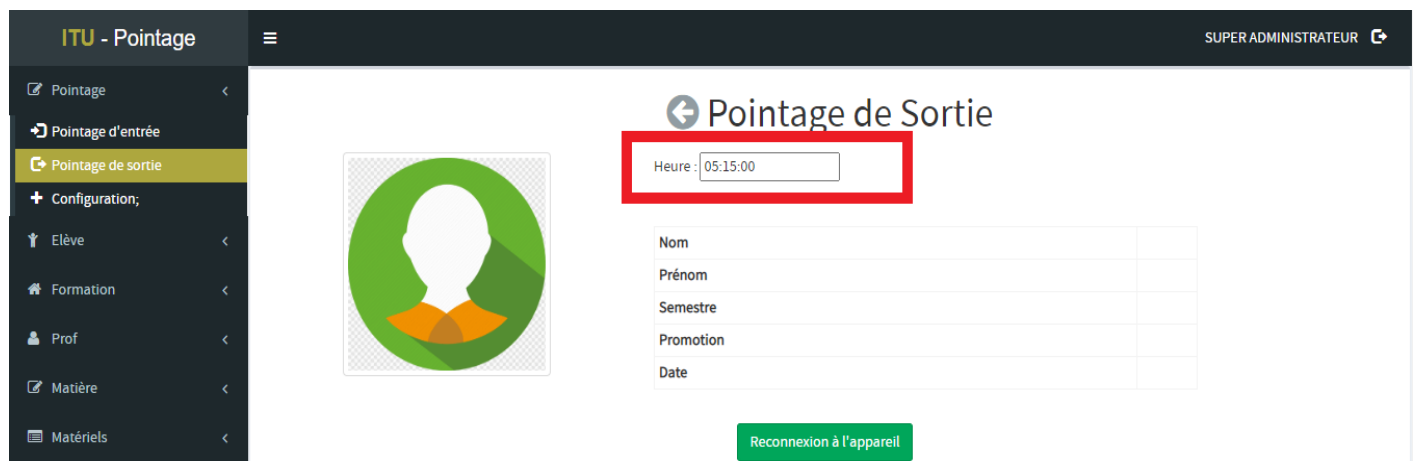 ITU - Pointage
SUPER ADMINISTRATEUR
Pointage
Pointage d'entrée
Pointage de sortie
Configuration;
Elève
Formation
Prof
Matière
Matériels
Pointage de Sortie
Heure : 05:15:00
Nom
Prénom
Semestre
Promotion
Date
Reconnexion à l'appareil